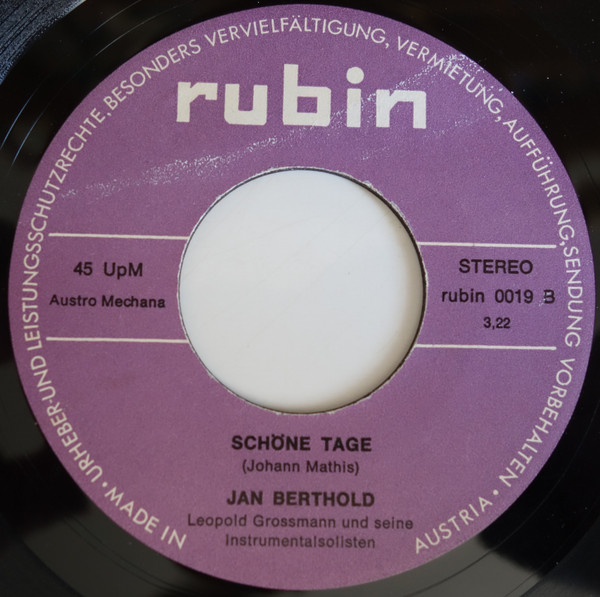 rubin
URHEBER- UND LEISTUNGSSCHUTZRECHTE, BESONDERS VERVIELFÄLTIGUNG, VERMIETUNG, AUFFÜHRUNG, SENDUNG VORBEHALTEN · AUSTRIA · MADE IN
45 UpM
Austro Mechana
STEREO
rubin 0019 B
3,22
SCHÖNE TAGE
(Johann Mathis)
JAN BERTHOLD
Leopold Grossmann und seine
Instrumentalsolisten